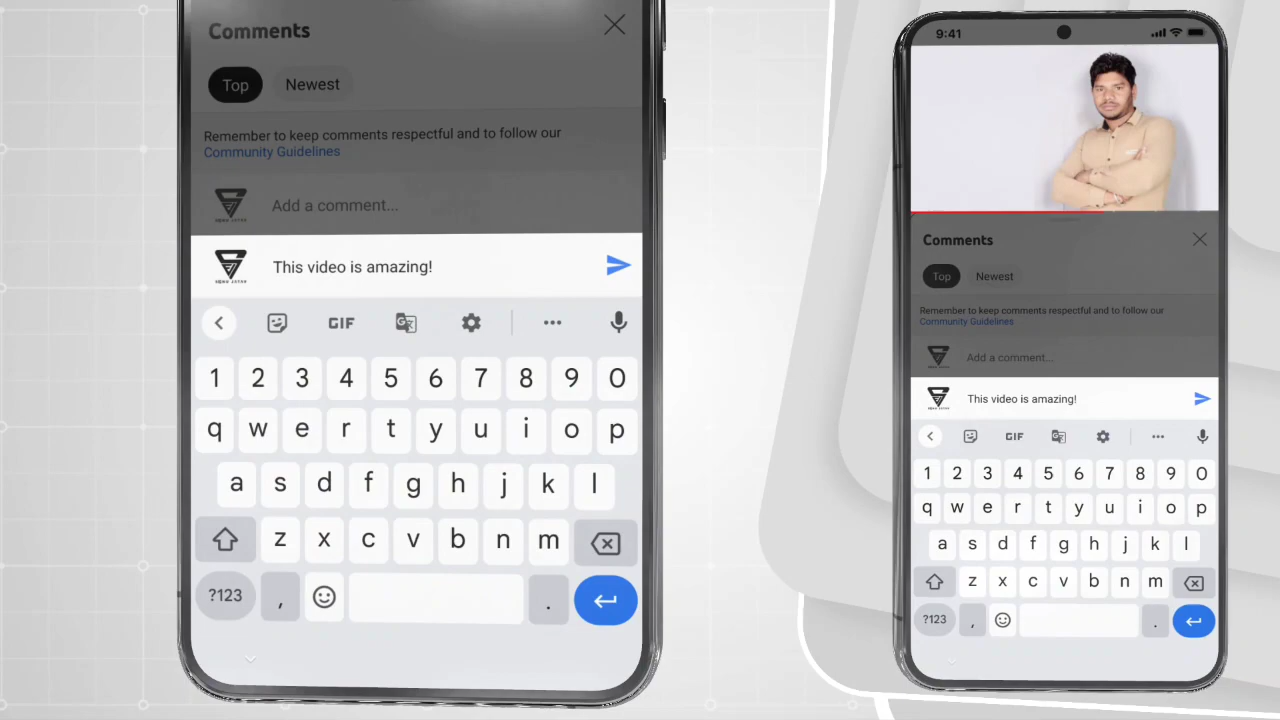 Comments
Top
Newest
Remember to keep comments respectful and to follow our
Community Guidelines
Add a comment...
This video is amazing!
GIF
1 2 3 4 5 6 7 8 9 0
q w e r t y u i o p
a s d f g h j k l
z x c v b n m
?123 , .
9:41
Comments
Top
Newest
Remember to keep comments respectful and to follow our
Community Guidelines
Add a comment...
This video is amazing!
GIF
1 2 3 4 5 6 7 8 9 0
q w e r t y u i o p
a s d f g h j k l
z x c v b n m
?123 , .